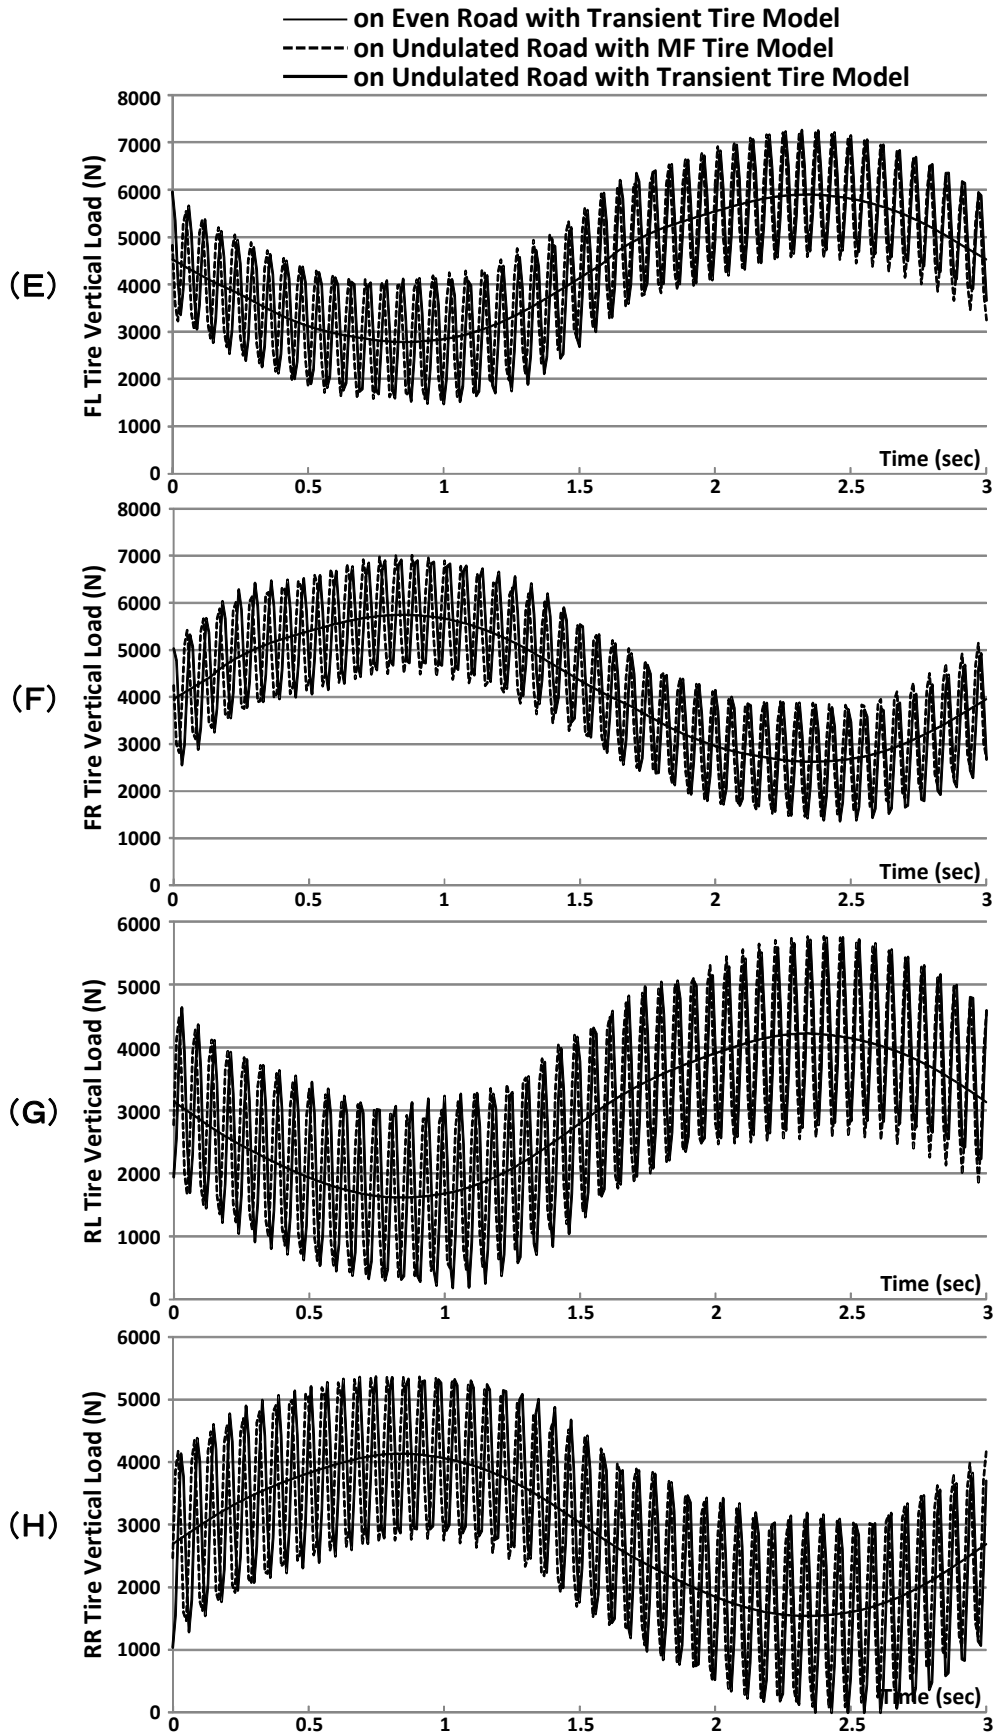 on Even Road with Transient Tire Model
on Undulated Road with MF Tire Model
on Undulated Road with Transient Tire Model
(E)
FL Tire Vertical Load (N)
8000
7000
6000
5000
4000
3000
2000
1000
0
Time (sec)
0 0.5 1 1.5 2 2.5 3
(F)
FR Tire Vertical Load (N)
8000
7000
6000
5000
4000
3000
2000
1000
0
Time (sec)
0 0.5 1 1.5 2 2.5 3
(G)
RL Tire Vertical Load (N)
6000
5000
4000
3000
2000
1000
0
Time (sec)
0 0.5 1 1.5 2 2.5 3
(H)
RR Tire Vertical Load (N)
6000
5000
4000
3000
2000
1000
0
Time (sec)
0 0.5 1 1.5 2 2.5 3